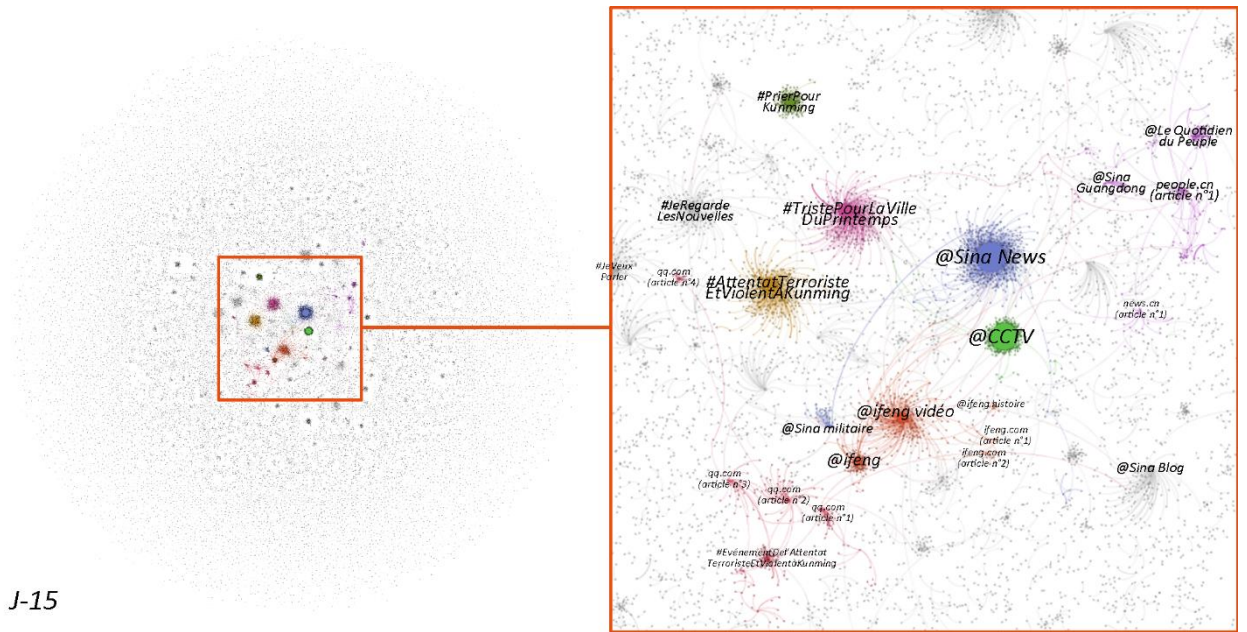 J-15
#PrierPour
Kunming
@Le Quotidien
du Peuple
@Sina
Guangdong
people.cn
(article n°1)
#JeRegarde
LesNouvelles
#TristePourLaVille
DuPrintemps
@Sina News
#JeVeux
Parler
qq.com
(article n°4)
#AttentatTerroriste
EtViolentAKunming
news.cn
(article n°1)
@CCTV
@ifeng vidéo
@ifeng histoire
@Sina militaire
ifeng.com
(article n°1)
@ifeng
ifeng.com
(article n°2)
@Sina Blog
qq.com
(article n°3)
qq.com
(article n°2)
qq.com
(article n°1)
#EvénementDefAttentat
TerroristeEtViolentàKunming